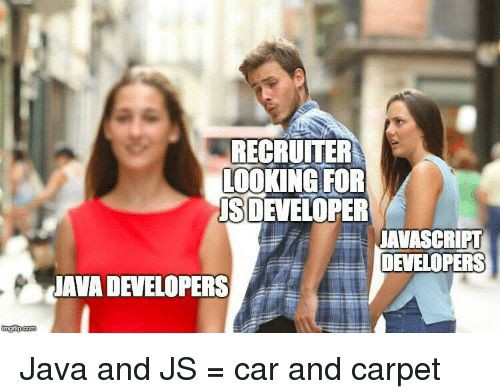 RECRUITER
LOOKING FOR
JS DEVELOPER
JAVASCRIPT
DEVELOPERS
JAVA DEVELOPERS
imgflip.com
Java and JS = car and carpet